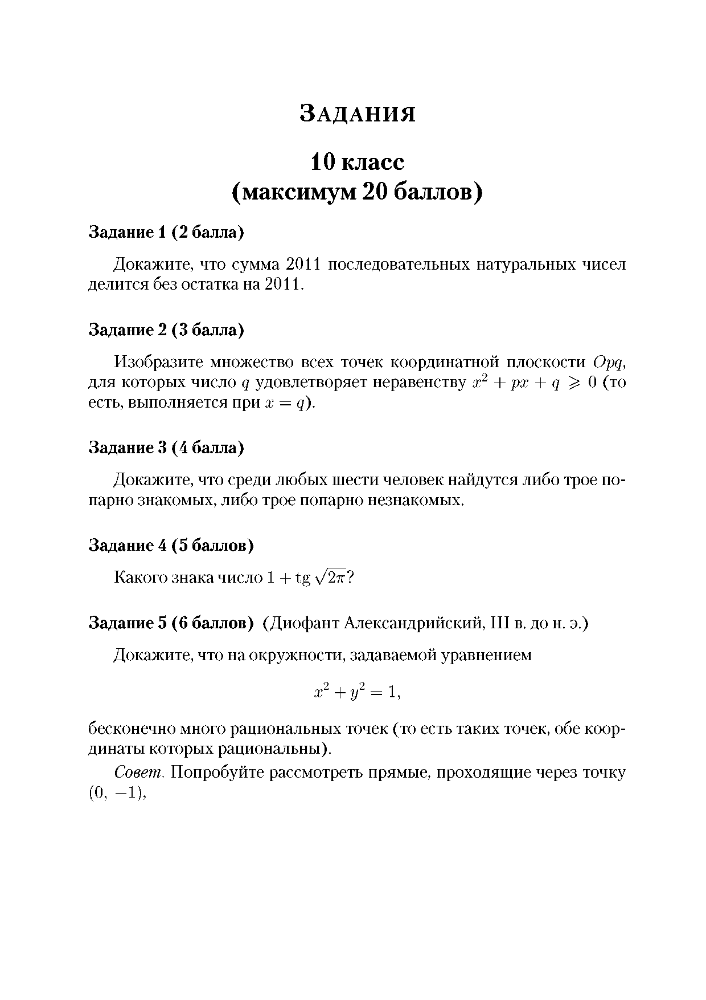 ЗАДАНИЯ
10 класс
(максимум 20 баллов)
Задание 1 (2 балла)
Докажите, что сумма 2011 последовательных натуральных чисел
делится без остатка на 2011.
Задание 2 (3 балла)
Изобразите множество всех точек координатной плоскости Opq,
для которых число q удовлетворяет неравенству x² + px + q ⩾ 0 (то
есть, выполняется при x = q).
Задание 3 (4 балла)
Докажите, что среди любых шести человек найдутся либо трое по-
парно знакомых, либо трое попарно незнакомых.
Задание 4 (5 баллов)
Какого знака число 1 + tg √2π?
Задание 5 (6 баллов) (Диофант Александрийский, III в. до н. э.)
Докажите, что на окружности, задаваемой уравнением
x² + y² = 1,
бесконечно много рациональных точек (то есть таких точек, обе коор-
динаты которых рациональны).
Совет. Попробуйте рассмотреть прямые, проходящие через точку
(0, −1),